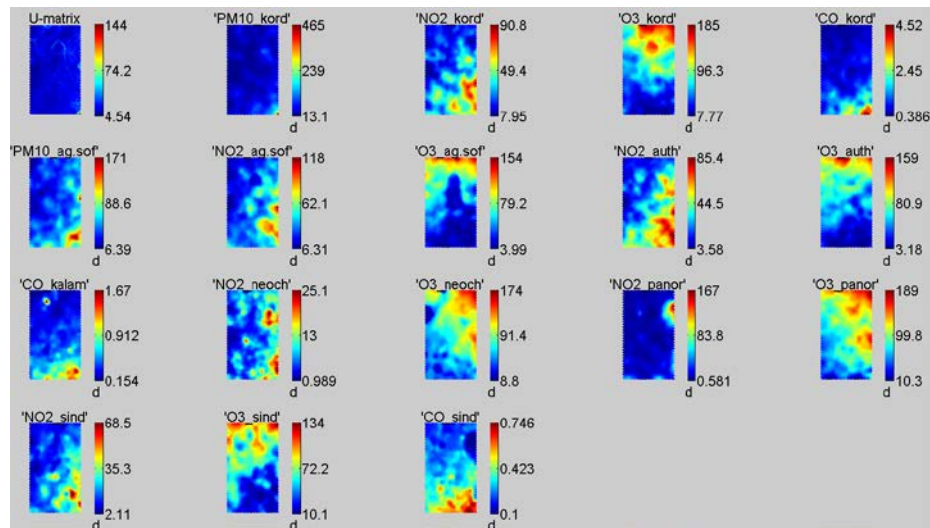 U-matrix
144
74.2
4.54
'PM10_kord'
465
239
13.1
d
'NO2_kord'
90.8
49.4
7.95
d
'O3_kord'
185
96.3
7.77
d
'CO_kord'
4.52
2.45
0.386
d
'PM10_ag.sof'
171
88.6
6.39
d
'NO2_ag.sof'
118
62.1
6.31
d
'O3_ag.sof'
154
79.2
3.99
d
'NO2_auth'
85.4
44.5
3.58
d
'O3_auth'
159
80.9
3.18
d
'CO_kalam'
1.67
0.912
0.154
d
'NO2_neoch'
25.1
13
0.989
d
'O3_neoch'
174
91.4
8.8
d
'NO2_panor'
167
83.8
0.581
d
'O3_panor'
189
99.8
10.3
d
'NO2_sind'
68.5
35.3
2.11
d
'O3_sind'
134
72.2
10.1
d
'CO_sind'
0.746
0.423
0.1
d